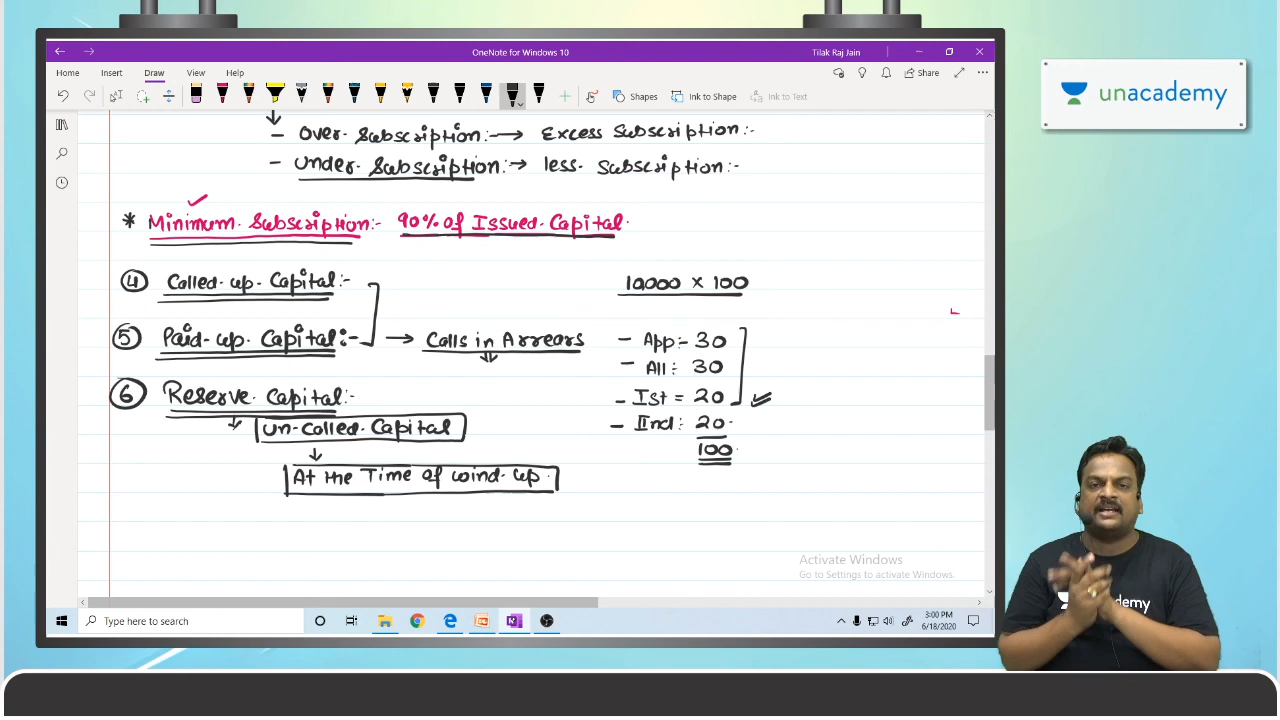 OneNote for Windows 10
Tilak Raj Jain
Home Insert Draw View Help
Share
Shapes Ink to Shape Ink to Text
- Over-Subscription:- → Excess Subscription:-
- Under-Subscription:→ less Subscription:-
* Minimum-Subscription:- 90% of Issued-Capital.
④ Called-up-Capital:-
10,000 × 100
⑤ Paid-up-Capital:- → Calls in Arrears
- App:- 30
- All: 30
⑥ Reserve-Capital:-
- Ist = 20
Un-Called-Capital
- IInd: 20.
100
At the Time of Wind-up.
Activate Windows
Go to Settings to activate Windows.
Type here to search
3:00 PM
6/18/2020
unacademy